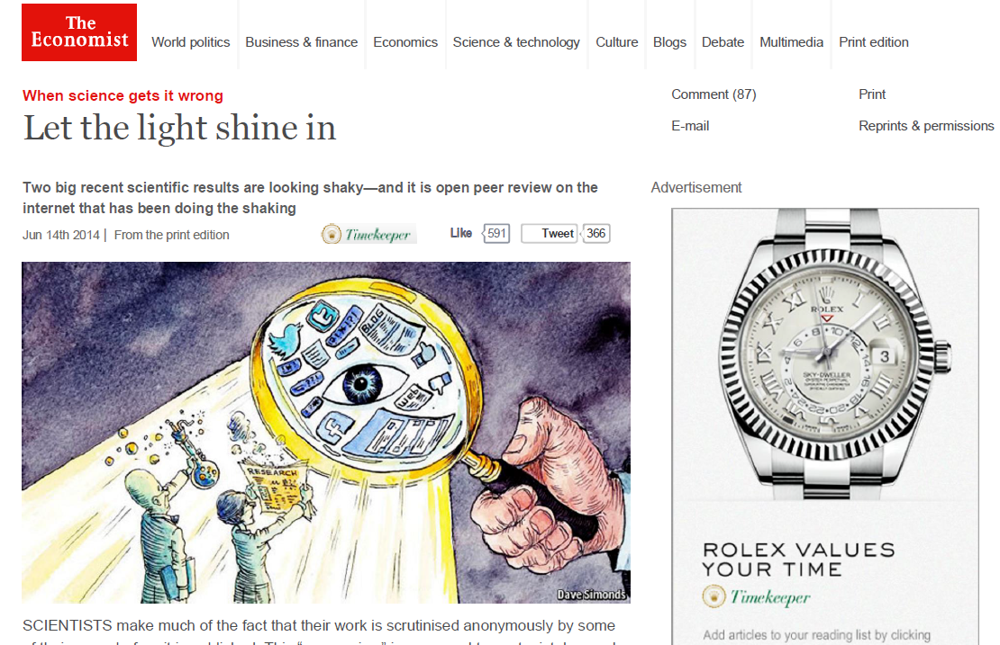 The
Economist
World politics
Business & finance
Economics
Science & technology
Culture
Blogs
Debate
Multimedia
Print edition
When science gets it wrong
Let the light shine in
Comment (87)
Print
E-mail
Reprints & permissions
Two big recent scientific results are looking shaky—and it is open peer review on the
internet that has been doing the shaking
Jun 14th 2014 | From the print edition
Timekeeper
Like 591
Tweet 366
BLOG
WEB
RESEARCH
Dave Simonds
SCIENTISTS make much of the fact that their work is scrutinised anonymously by some
Advertisement
ROLEX
SKY-DWELLER
3
ROLEX VALUES
YOUR TIME
Timekeeper
Add articles to your reading list by clicking